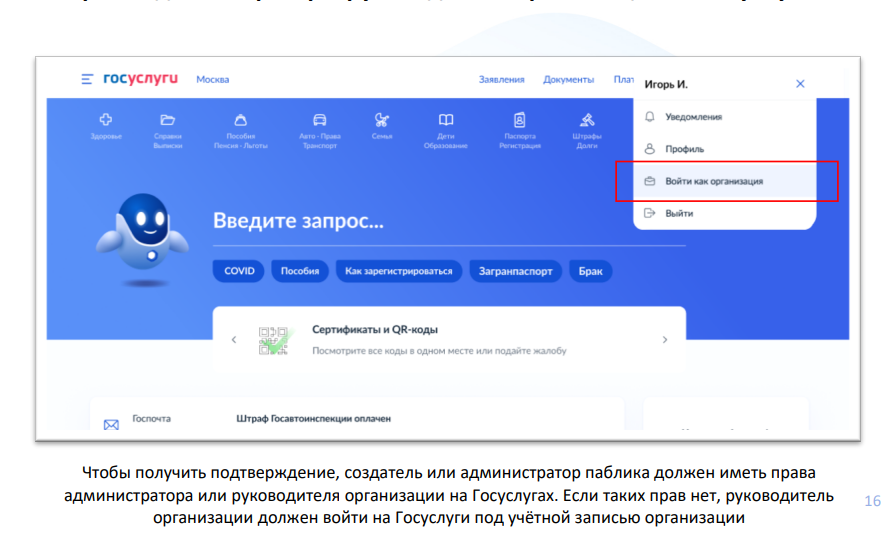 госуслуги Москва Заявления Документы Плат
Игорь И.
Здоровье Справки Выписки Пособия Пенсия · Льготы Авто · Права Транспорт Семья Дети Образование Паспорта Регистрация Штрафы Долги
Уведомления
Профиль
Войти как организация
Выйти
Введите запрос...
COVID Пособия Как зарегистрироваться Загранпаспорт Брак
Сертификаты и QR-коды
Посмотрите все коды в одном месте или подайте жалобу
Госпочта Штраф Госавтоинспекции оплачен
Чтобы получить подтверждение, создатель или администратор паблика должен иметь права
администратора или руководителя организации на Госуслугах. Если таких прав нет, руководитель
организации должен войти на Госуслуги под учётной записью организации
16